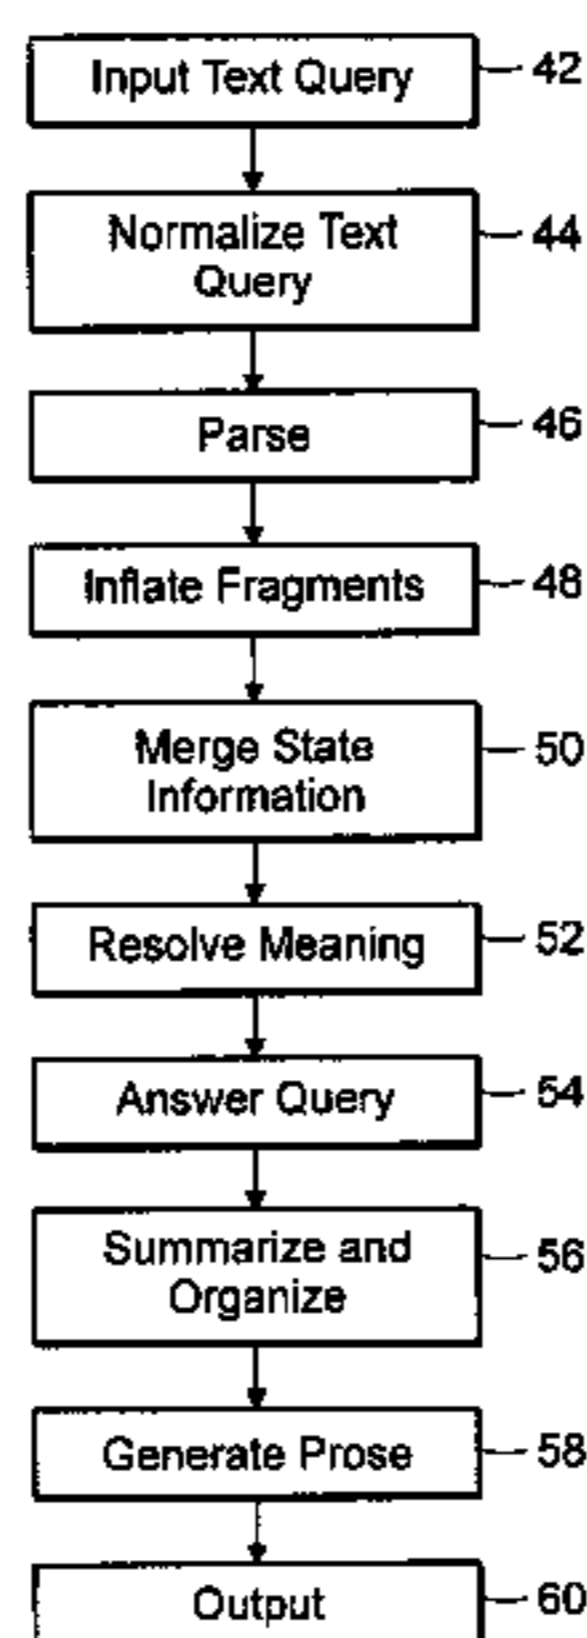 Input Text Query
42
Normalize Text
Query
44
Parse
46
Inflate Fragments
48
Merge State
Information
50
Resolve Meaning
52
Answer Query
54
Summarize and
Organize
56
Generate Prose
58
Output
60